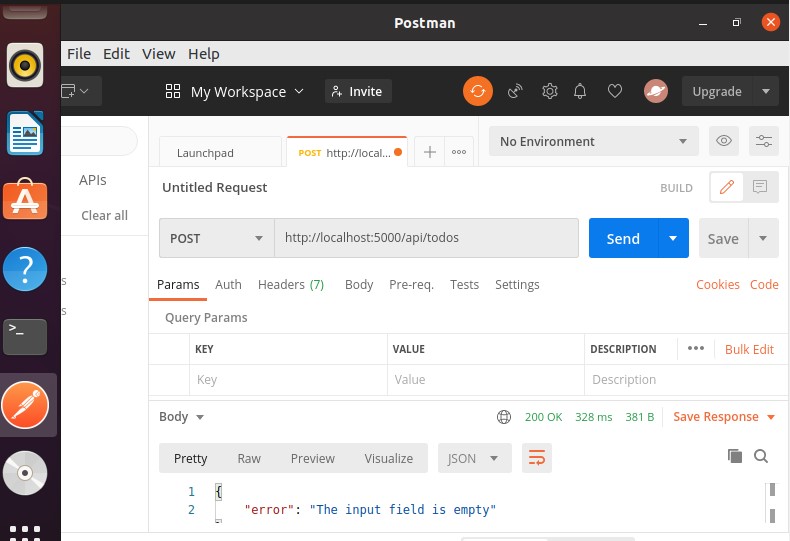 Postman
File Edit View Help
My Workspace Invite Upgrade
Launchpad POST http://local... No Environment
APIs
Clear all
Untitled Request BUILD
POST http://localhost:5000/api/todos Send Save
Params Auth Headers (7) Body Pre-req. Tests Settings Cookies Code
Query Params
KEY VALUE DESCRIPTION ••• Bulk Edit
Key Value Description
Body 200 OK 328 ms 381 B Save Response
Pretty Raw Preview Visualize JSON
1 {
2 "error": "The input field is empty"